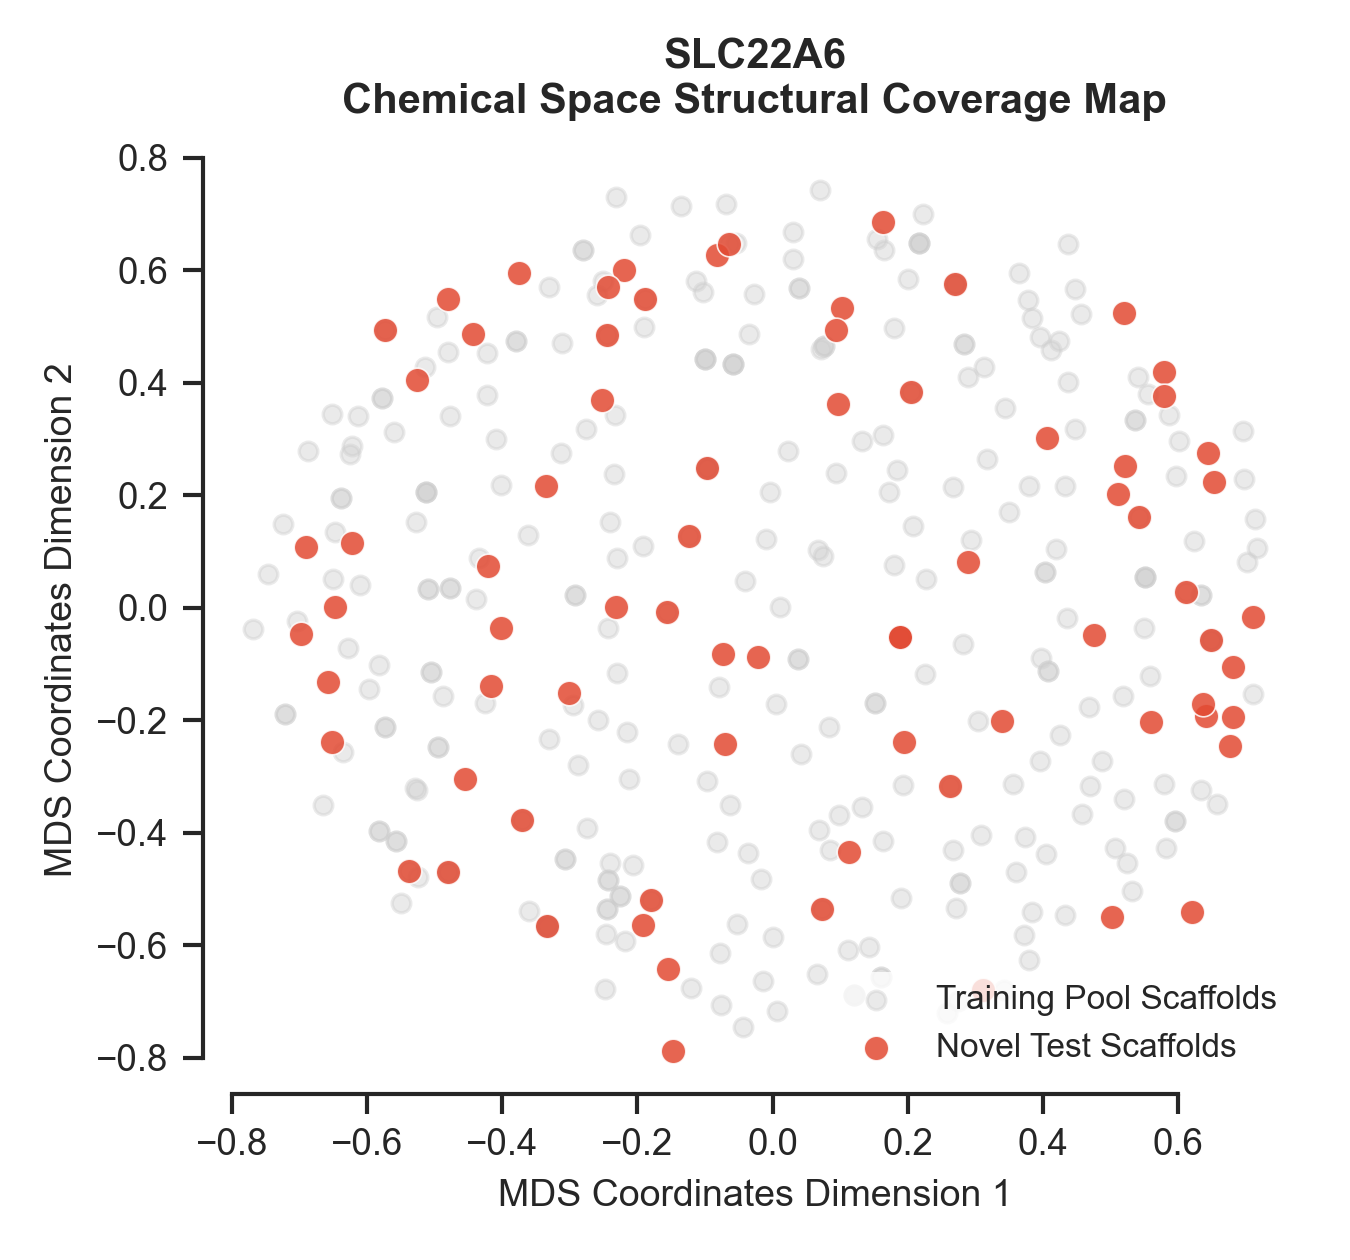 SLC22A6
Chemical Space Structural Coverage Map
0.8
0.6
0.4
0.2
0.0
−0.2
−0.4
−0.6
−0.8
MDS Coordinates Dimension 2
Training Pool Scaffolds
Novel Test Scaffolds
−0.8 −0.6 −0.4 −0.2 0.0 0.2 0.4 0.6
MDS Coordinates Dimension 1